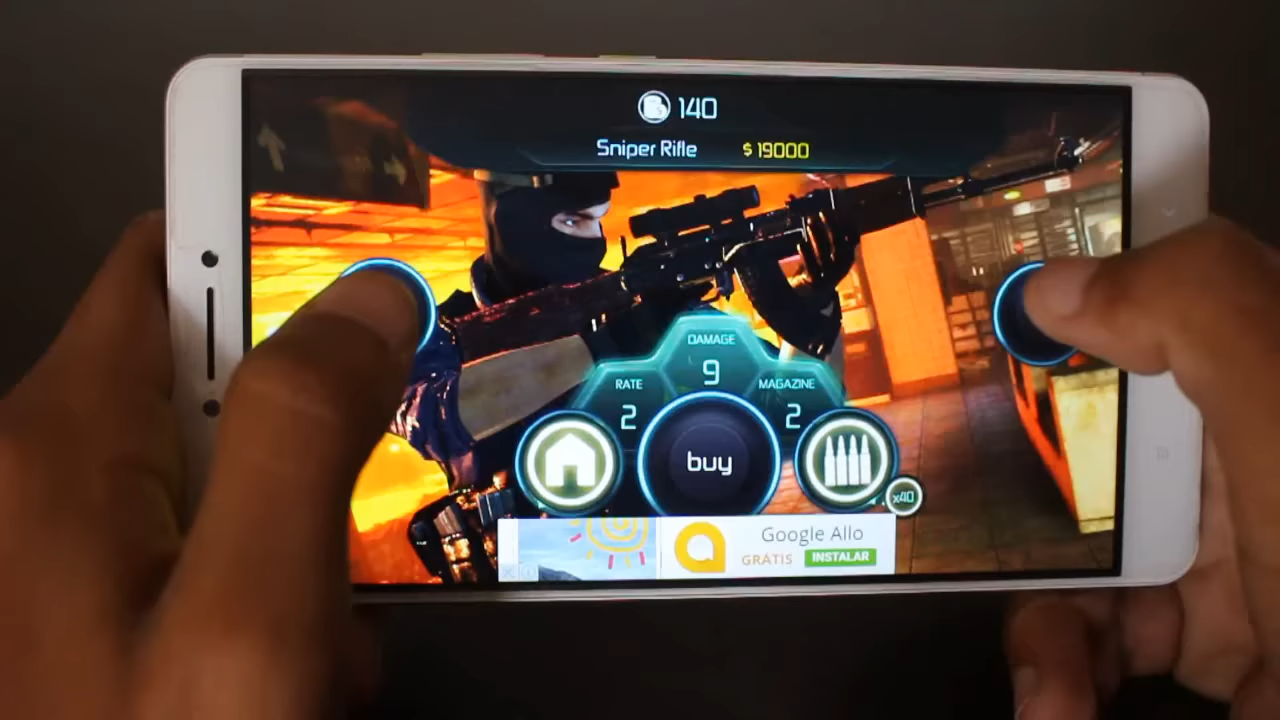 140
Sniper Rifle $ 19000
DAMAGE
9
RATE
MAGAZINE
2
2
buy
x40
Google Allo
GRÁTIS INSTALAR